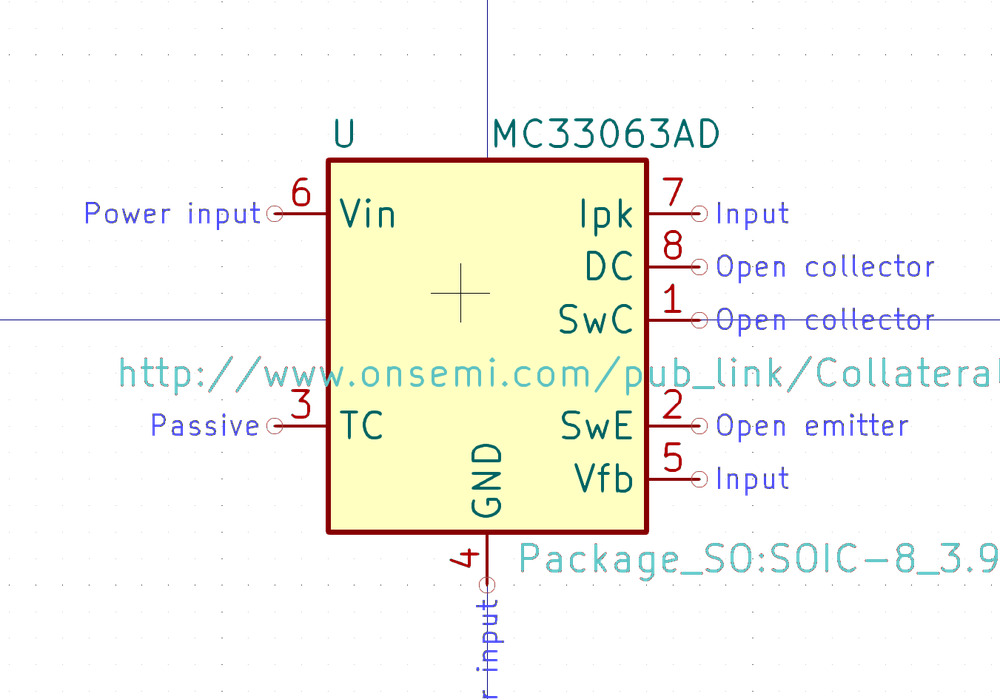 U MC33063AD
6 7
Power input Vin Ipk Input
8
DC Open collector
1
SwC Open collector
http://www.onsemi.com/pub_link/Collateral
3 2
Passive TC SwE Open emitter
5
Vfb Input
GND
4
Package_SO:SOIC-8_3.9
input